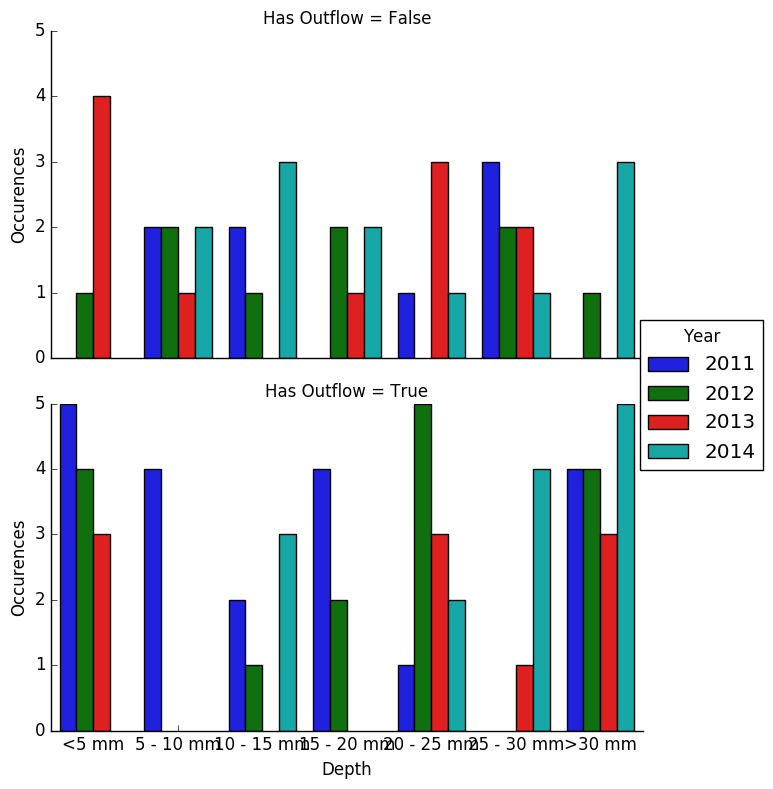 Has Outflow = False
5
4
3
2
1
0
Occurences
Has Outflow = True
5
4
3
2
1
0
Occurences
<5 mm 5 - 10 mm 10 - 15 mm 15 - 20 mm 20 - 25 mm 25 - 30 mm >30 mm
Depth
Year
2011
2012
2013
2014